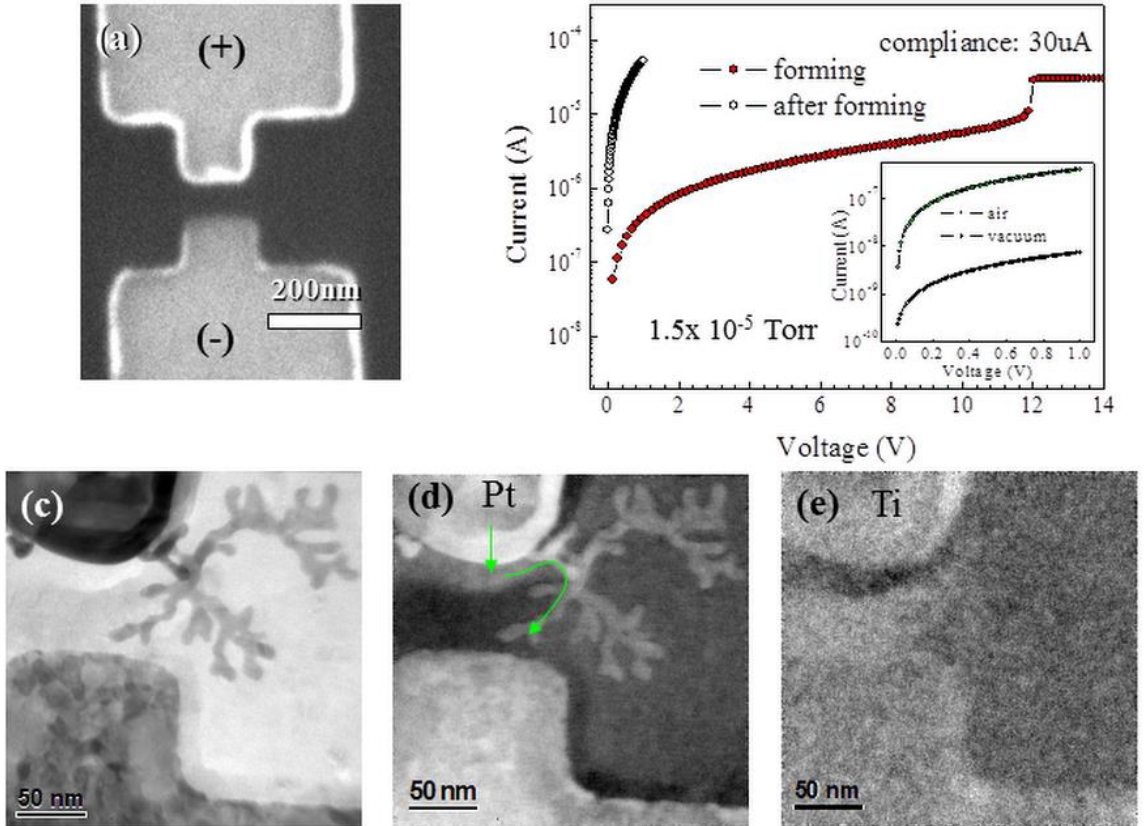 (a)
(+)
200nm
(-)
compliance: 30uA
forming
after forming
Current (A)
10⁻⁴
10⁻⁵
10⁻⁶
10⁻⁷
10⁻⁸
1.5x 10⁻⁵ Torr
0 2 4 6 8 10 12 14
Voltage (V)
air
vacuum
Current (A)
10⁻⁷
10⁻⁸
10⁻⁹
10⁻¹⁰
0.0 0.2 0.4 0.6 0.8 1.0
Voltage (V)
(c)
50 nm
(d) Pt
50 nm
(e) Ti
50 nm